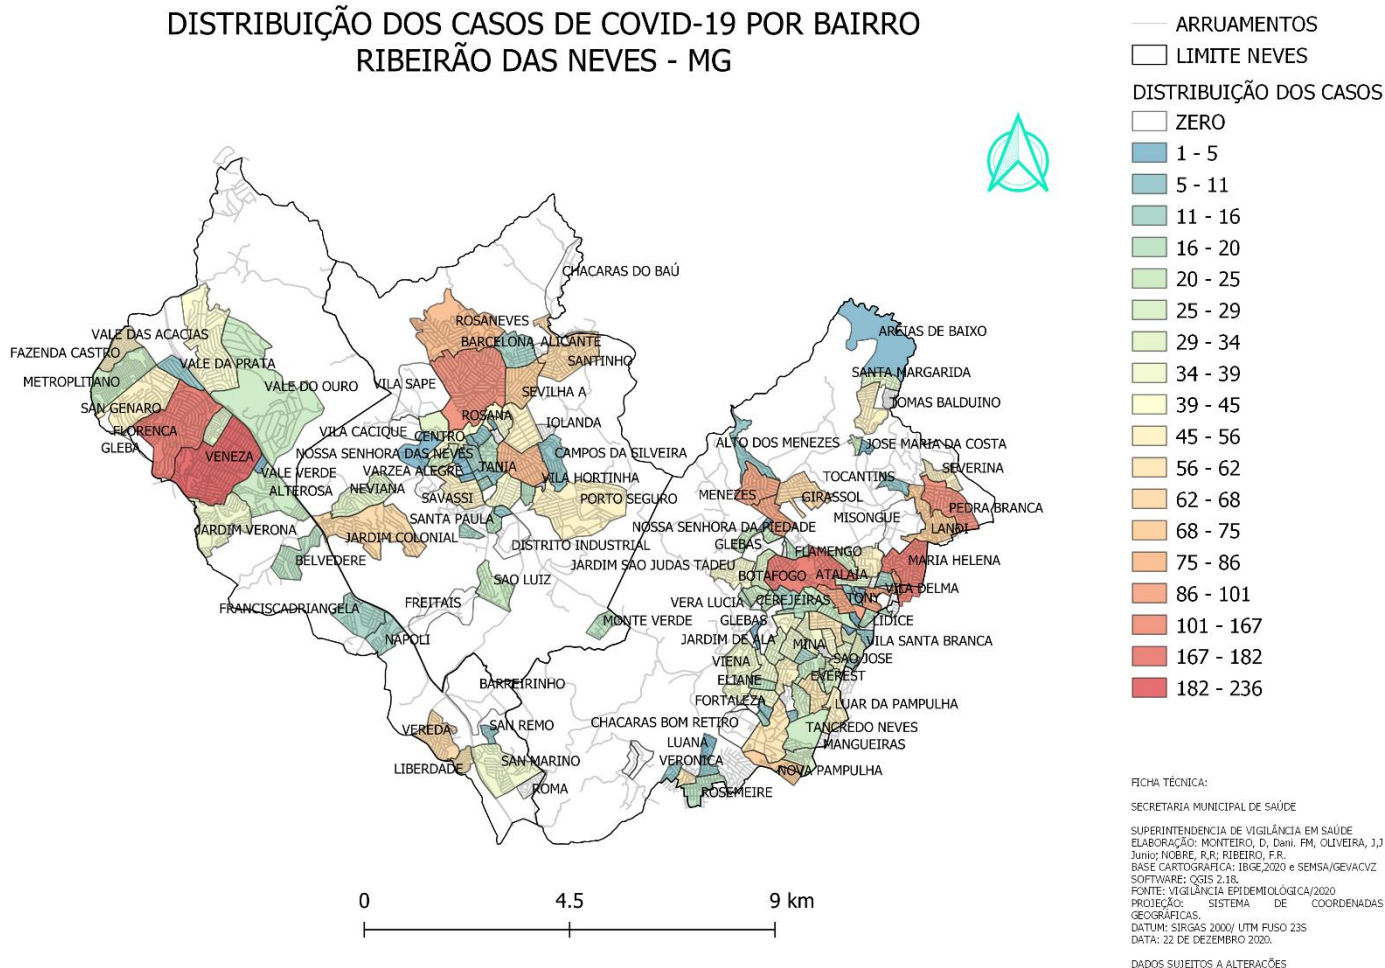 DISTRIBUIÇÃO DOS CASOS DE COVID-19 POR BAIRRO
RIBEIRÃO DAS NEVES - MG
ARRUAMENTOS
LIMITE NEVES
DISTRIBUIÇÃO DOS CASOS
ZERO
1 - 5
5 - 11
11 - 16
16 - 20
20 - 25
25 - 29
29 - 34
34 - 39
39 - 45
45 - 56
56 - 62
62 - 68
68 - 75
75 - 86
86 - 101
101 - 167
167 - 182
182 - 236
CHACARAS DO BAÚ
ROSANEVES
VALE DAS ACACIAS
BARCELONA
ALICANTE
AREIAS DE BAIXO
FAZENDA CASTRO
VALE DA PRATA
SANTINHO
SANTA MARGARIDA
METROPLITANO
VALE DO OURO
VILA SAPE
SEVILHA A
TOMAS BALDUINO
SAN GENARO
ROSANA
IOLANDA
FLORENCA
VILA CACIQUE
CENTRO
ALTO DOS MENEZES
JOSE MARIA DA COSTA
GLEBA
VENEZA
NOSSA SENHORA DAS NEVES
CAMPOS DA SILVEIRA
VALE VERDE
VARZEA ALEGRE
TANIA
VILA HORTINHA
TOCANTINS
SEVERINA
ALTEROSA
NEVIANA
SAVASSI
PORTO SEGURO
MENEZES
GIRASSOL
PEDRA BRANCA
JARDIM VERONA
SANTA PAULA
MISONGUE
LANDI
JARDIM COLONIAL
DISTRITO INDUSTRIAL
NOSSA SENHORA DA PIEDADE
GLEBAS
FLAMENGO
BELVEDERE
JARDIM SAO JUDAS TADEU
BOTAFOGO
ATALAIA
MARIA HELENA
SAO LUIZ
VILA DELMA
FRANCISCADRIANGELA
FREITAIS
VERA LUCIA
CEREJEIRAS
TONY
MONTE VERDE
GLEBAS
LIDICE
NAPOLI
JARDIM DE ALA
MINA
VILA SANTA BRANCA
VIENA
SAO JOSE
ELIANE
EVEREST
BARREIRINHO
FORTALEZA
LUAR DA PAMPULHA
VEREDA
SAN REMO
CHACARAS BOM RETIRO
TANCREDO NEVES
LUANA
MANGUEIRAS
LIBERDADE
SAN MARINO
VERONICA
NOVA PAMPULHA
ROMA
ROSEMEIRE
0 4.5 9 km
FICHA TÉCNICA:
SECRETARIA MUNICIPAL DE SAÚDE
SUPERINTENDENCIA DE VIGILÂNCIA EM SAÚDE
ELABORAÇÃO: MONTEIRO, D, Dani. FM, OLIVEIRA, J,J
Junio; NOBRE, R,R; RIBEIRO, F.R.
BASE CARTOGRAFICA: IBGE,2020 e SEMSA/GEVACVZ
SOFTWARE: QGIS 2.18.
FONTE: VIGILÂNCIA EPIDEMIOLÓGICA/2020
PROJEÇÃO: SISTEMA DE COORDENADAS
GEOGRÁFICAS.
DATUM: SIRGAS 2000/ UTM FUSO 23S
DATA: 22 DE DEZEMBRO 2020.
DADOS SUJEITOS A ALTERACÕES